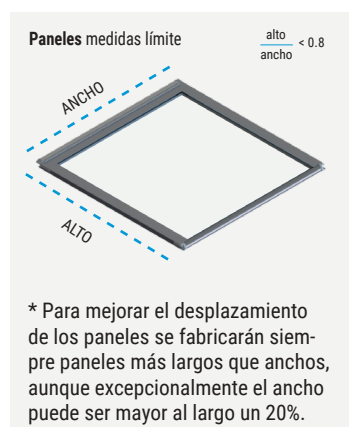 Paneles medidas límite
alto
ancho
< 0.8
ANCHO
ALTO
* Para mejorar el desplazamiento
de los paneles se fabricarán siem-
pre paneles más largos que anchos,
aunque excepcionalmente el ancho
puede ser mayor al largo un 20%.